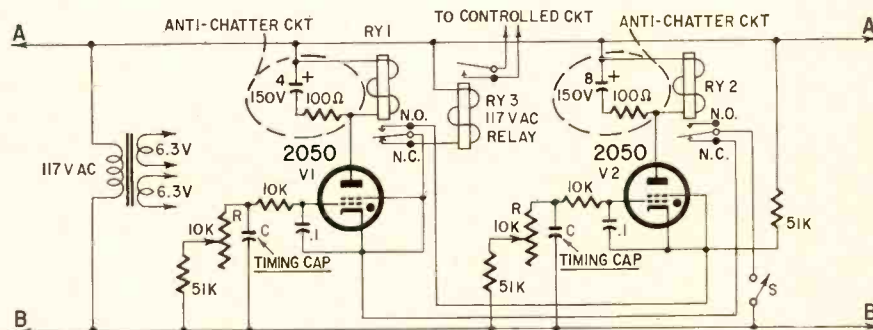 ANTI-CHATTER CKT
TO CONTROLLED CKT
ANTI-CHATTER CKT
A
A
RY 1
4 +
150V
100Ω
N.O.
N.C.
RY 3
117 VAC
RELAY
8 +
150V
100Ω
RY 2
N.O.
N.C.
117 V AC
6.3V
6.3V
2050
V1
10K
R
10K
C
.1
TIMING CAP
51K
2050
V2
10K
R
10K
C
.1
TIMING CAP
51K
51K
S
B
B